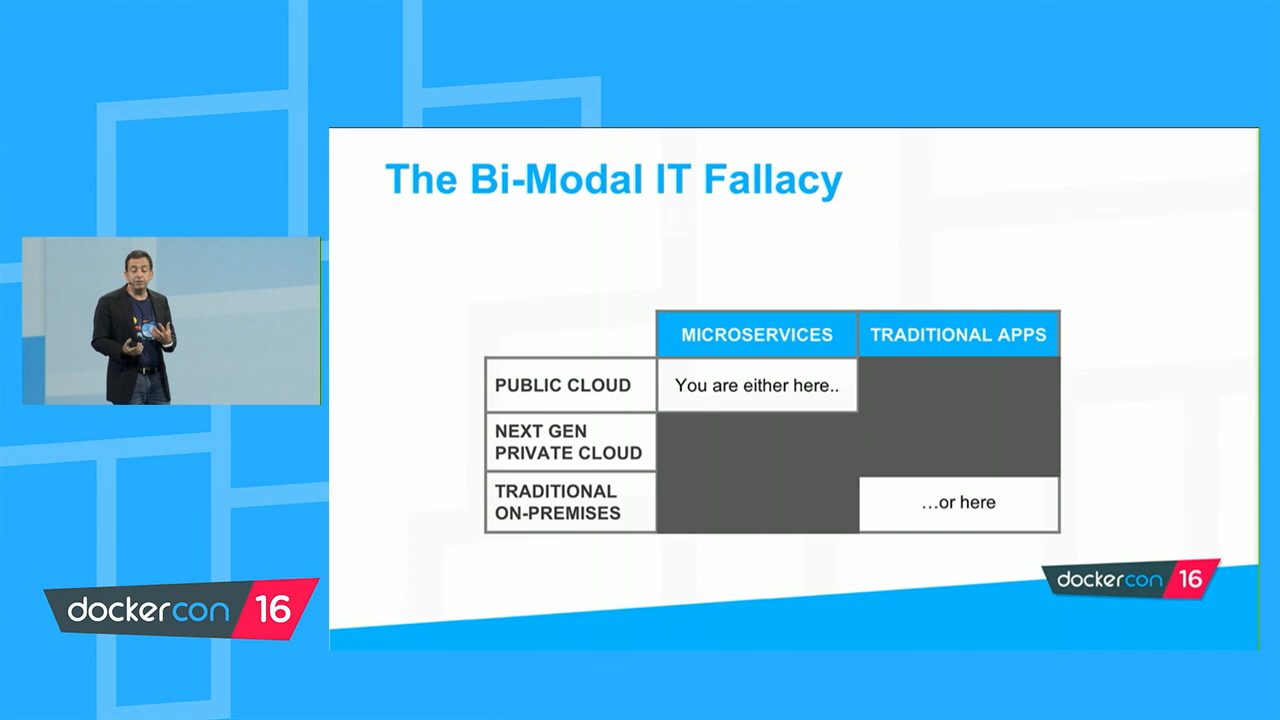 The Bi-Modal IT Fallacy
MICROSERVICES TRADITIONAL APPS
PUBLIC CLOUD You are either here..
NEXT GEN
PRIVATE CLOUD
TRADITIONAL
ON-PREMISES
…or here
dockercon 16
dockercon 16